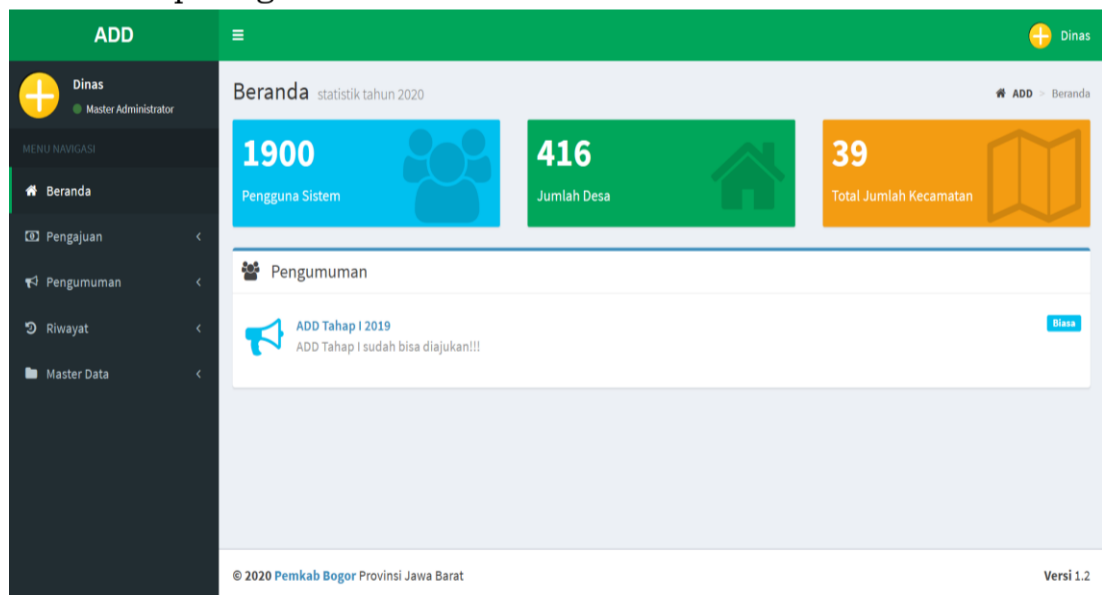 ADD
Dinas
Dinas
Master Administrator
MENU NAVIGASI
Beranda
Pengajuan
Pengumuman
Riwayat
Master Data
Beranda statistik tahun 2020
ADD > Beranda
1900
Pengguna Sistem
416
Jumlah Desa
39
Total Jumlah Kecamatan
Pengumuman
ADD Tahap I 2019
Biasa
ADD Tahap I sudah bisa diajukan!!!
© 2020 Pemkab Bogor Provinsi Jawa Barat
Versi 1.2